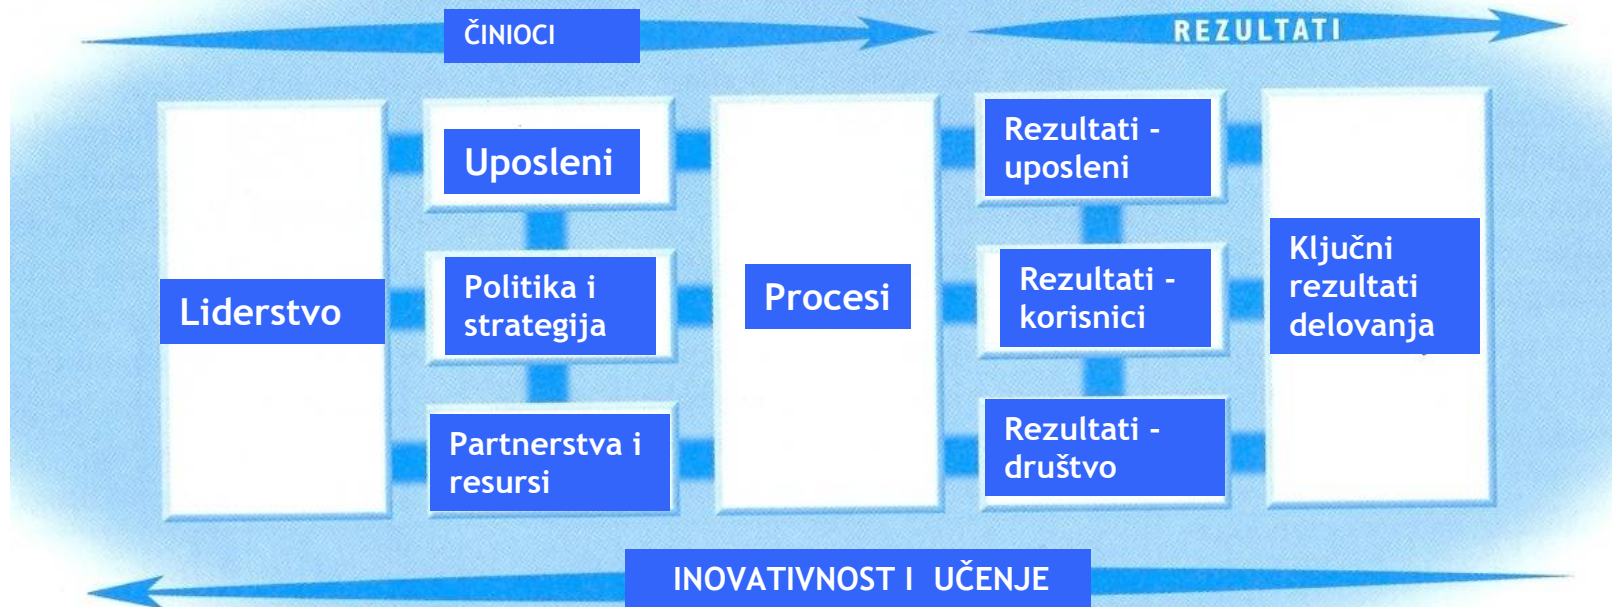 ČINIOCI
REZULTATI
Liderstvo
Uposleni
Politika i
strategija
Partnerstva i
resursi
Procesi
Rezultati -
uposleni
Rezultati -
korisnici
Rezultati -
društvo
Ključni
rezultati
delovanja
INOVATIVNOST I UČENJE